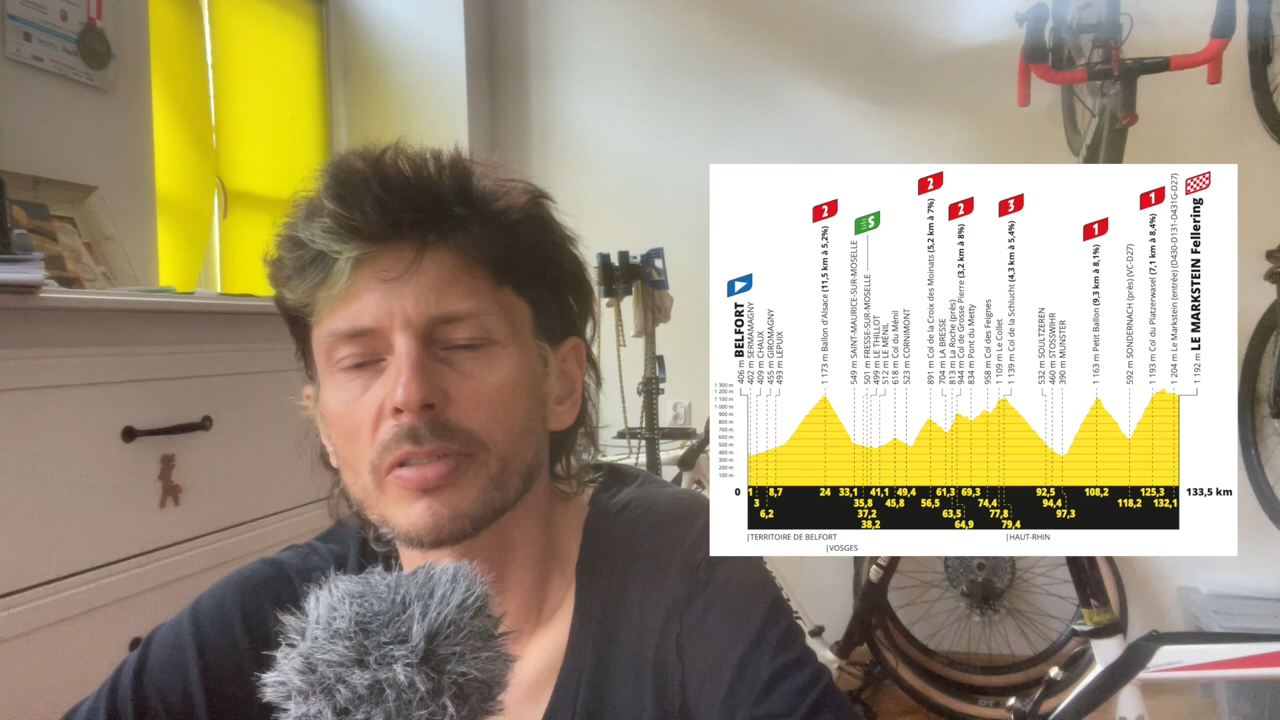 2
S
2
2
3
1
1
406 m BELFORT
402 m SERMAMAGNY
409 m CHAUX
455 m GIROMAGNY
493 m LEPUIX
1 173 m Ballon d'Alsace (11,5 km à 5,2%)
549 m SAINT-MAURICE-SUR-MOSELLE
501 m FRESSE-SUR-MOSELLE
499 m LE THILLOT
512 m LE MÉNIL
618 m Col du Ménil
523 m CORNIMONT
891 m Col de la Croix des Moinats (5,2 km à 7%)
704 m LA BRESSE
813 m La Roche (près)
944 m Col de Grosse Pierre (3,2 km à 8%)
834 m Pont du Metty
958 m Col des Feignes
1 109 m Le Collet
1 139 m Col de la Schlucht (4,3 km à 5,4%)
532 m SOULTZEREN
460 m STOSSWIHR
390 m MUNSTER
1 163 m Petit Ballon (9,3 km à 8,1%)
592 m SONDERNACH (près) (VC-D27)
1 193 m Col du Platzerwasel (7,1 km à 8,4%)
1 204 m Le Markstein (entrée) (D430-D131-D431G-D27)
1 192 m LE MARKSTEIN Fellering
1 300 m
1 200 m
1 100 m
1 000 m
900 m
800 m
700 m
600 m
500 m
400 m
300 m
200 m
100 m
0 1 8,7 24 33,1 41,1 49,4 61,3 69,3 92,5 108,2 125,3 133,5 km
3 35,8 45,8 56,5 74,4 94,4 118,2 132,1
6,2 37,2 63,5 77,8 97,3
38,2 64,9 79,4
TERRITOIRE DE BELFORT HAUT-RHIN
VOSGES